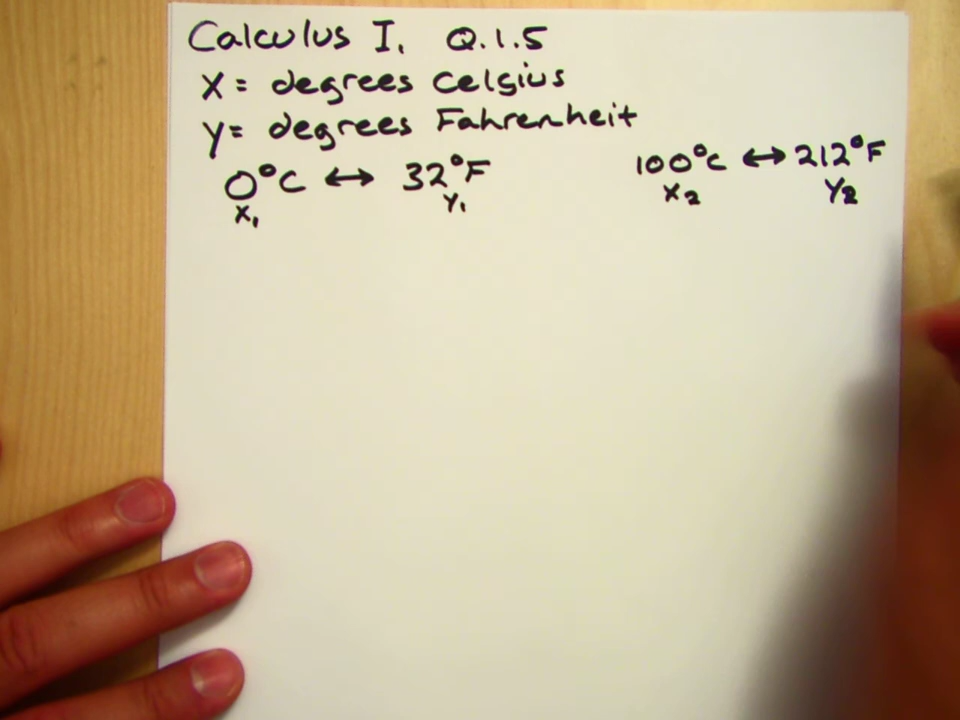 Calculus I. Q.1.5
X = degrees Celsius
Y = degrees Fahrenheit
0°C ↔ 32°F 100°C ↔ 212°F
X₁ Y₁ X₂ Y₂